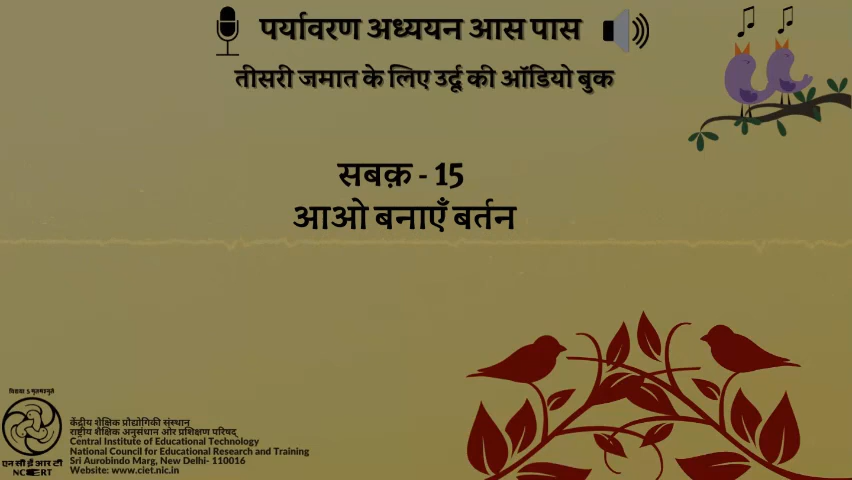 पर्यावरण अध्ययन आस पास
तीसरी जमात के लिए उर्दू की ऑडियो बुक
सबक़ - 15
आओ बनाएँ बर्तन
एन सी ई आर टी
NCERT
केंद्रीय शैक्षिक प्रौद्योगिकी संस्थान
राष्ट्रीय शैक्षिक अनुसंधान और प्रशिक्षण परिषद्
Central Institute of Educational Technology
National Council for Educational Research and Training
Sri Aurobindo Marg, New Delhi- 110016
Website: www.ciet.nic.in